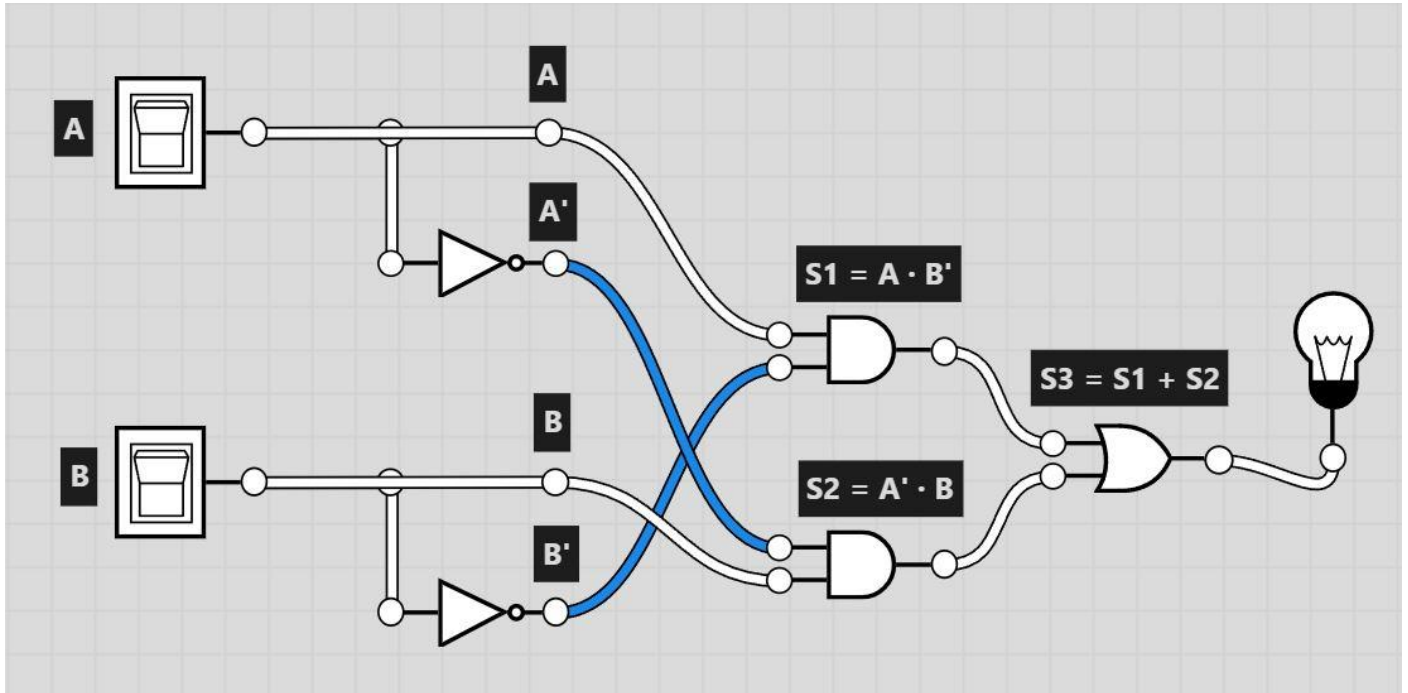 A
A
A'
S1 = A · B'
S3 = S1 + S2
B
B
S2 = A' · B
B'